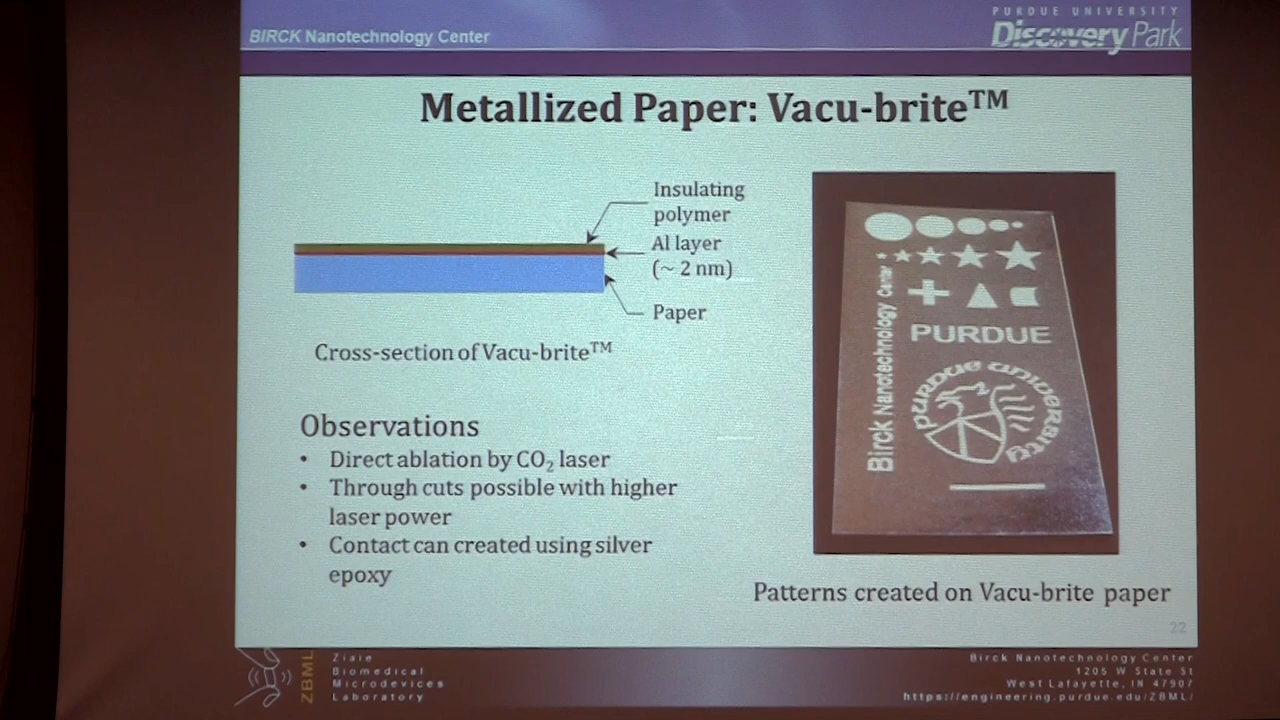 BIRCK Nanotechnology Center
PURDUE UNIVERSITY
Discovery Park
Metallized Paper: Vacu-brite™
Insulating
polymer
Al layer
(~ 2 nm)
Paper
Cross-section of Vacu-brite™
Observations
• Direct ablation by CO₂ laser
• Through cuts possible with higher
laser power
• Contact can created using silver
epoxy
Birck Nanotechnology Center
PURDUE
PURDUE UNIVERSITY
Patterns created on Vacu-brite paper
22
ZBML
Ziaie
Biomedical
Microdevices
Laboratory
Birck Nanotechnology Center
1205 W State St
West Lafayette, IN 47907
https://engineering.purdue.edu/ZBML/